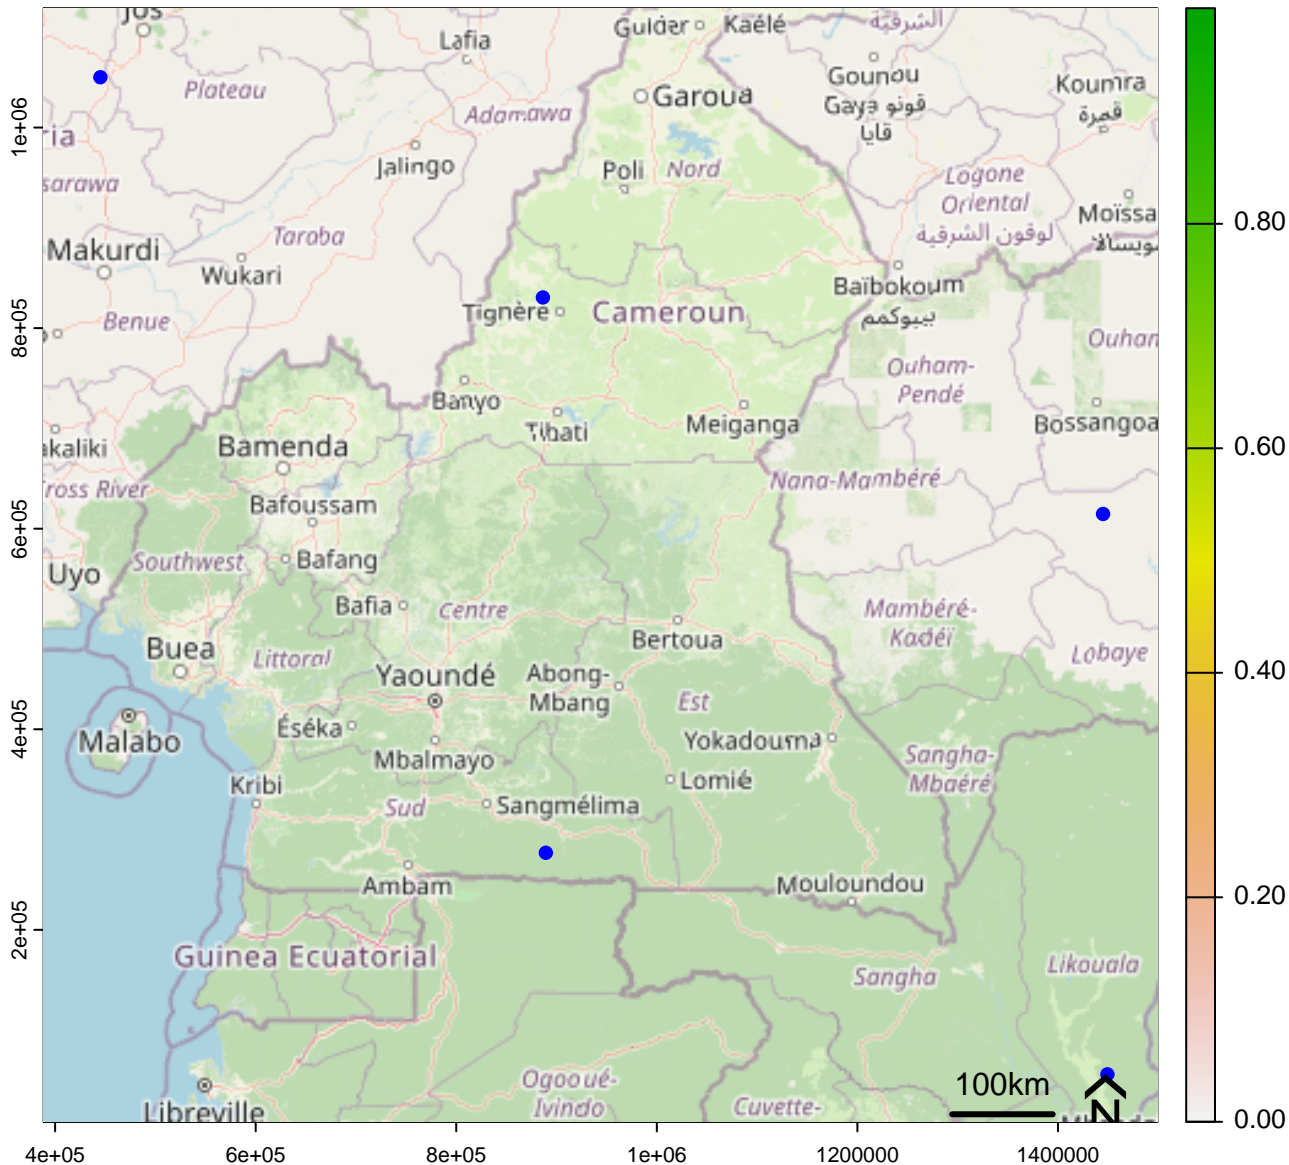 Jos
Gulder
Kaélé
الشرقية
Lafia
Plateau
Gounou
Gaya قونو
قايا
Koumra
قمرة
Garoua
Adamawa
1e+06
ria
Jalingo
Poli
Nord
sarawa
Logone
Oriental
لوقون الشرقية
Moïssa
مويسالا
0.80
Makurdi
Taraba
Wukari
Baïbokoum
بيبوكمم
Tignère
Cameroun
Benue
8e+05
Ouham
Ouham-
Pendé
Banyo
Tibati
Meiganga
Bossangoa
Bamenda
akaliki
0.60
Cross River
Nana-Mambéré
Bafoussam
6e+05
Southwest
Bafang
Uyo
Bafia
Centre
Mambéré-
Kadéï
Bertoua
Buea
Littoral
Lobaye
Yaoundé
Abong-
Mbang
0.40
Est
Éséka
4e+05
Malabo
Yokadouma
Mbalmayo
Sangha-
Mbaéré
Kribi
Lomié
Sud
Sangmélima
Ambam
Mouloundou
0.20
2e+05
Guinea Ecuatorial
Sangha
Likouala
Ogooué-
Ivindo
100km
Libreville
Cuvette-
N
0.00
4e+05
6e+05
8e+05
1e+06
1200000
1400000